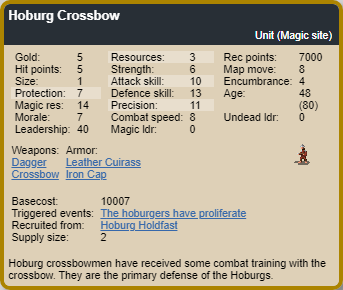 Hoburg Crossbow
Unit (Magic site)
Gold: 5 Resources: 3 Rec points: 7000
Hit points: 5 Strength: 6 Map move: 8
Size: 1 Attack skill: 10 Encumbrance: 4
Protection: 7 Defence skill: 13 Age: 48
Magic res: 14 Precision: 11 (80)
Morale: 7 Combat speed: 8 Undead ldr: 0
Leadership: 40 Magic ldr: 0
Weapons: Armor:
Dagger Leather Cuirass
Crossbow Iron Cap
Basecost: 10007
Triggered events: The hoburgers have proliferate
Recruited from: Hoburg Holdfast
Supply size: 2
Hoburg crossbowmen have received some combat training with the
crossbow. They are the primary defense of the Hoburgs.